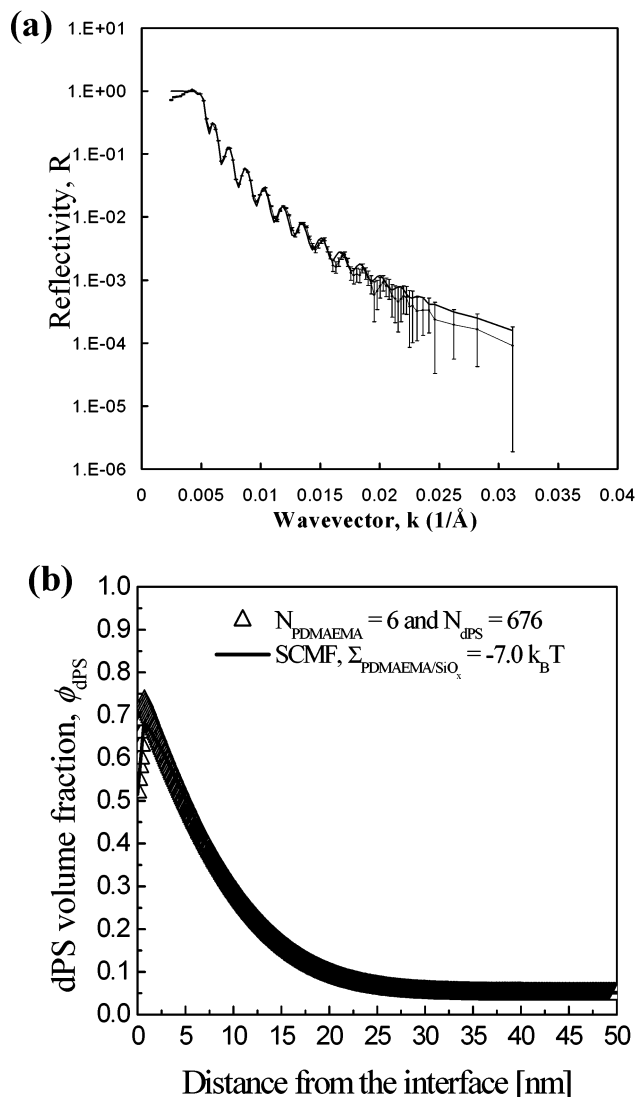 (a)
1.E+01
1.E+00
1.E-01
1.E-02
1.E-03
1.E-04
1.E-05
1.E-06
Reflectivity, R
0 0.005 0.01 0.015 0.02 0.025 0.03 0.035 0.04
Wavevector, k (1/Å)
(b)
1.0
0.9
0.8
0.7
0.6
0.5
0.4
0.3
0.2
0.1
0.0
dPS volume fraction, ϕdPS
N_PDMAEMA = 6 and N_dPS = 676
SCMF, Σ_PDMAEMA/SiOx = -7.0 k_BT
0 5 10 15 20 25 30 35 40 45 50
Distance from the interface [nm]